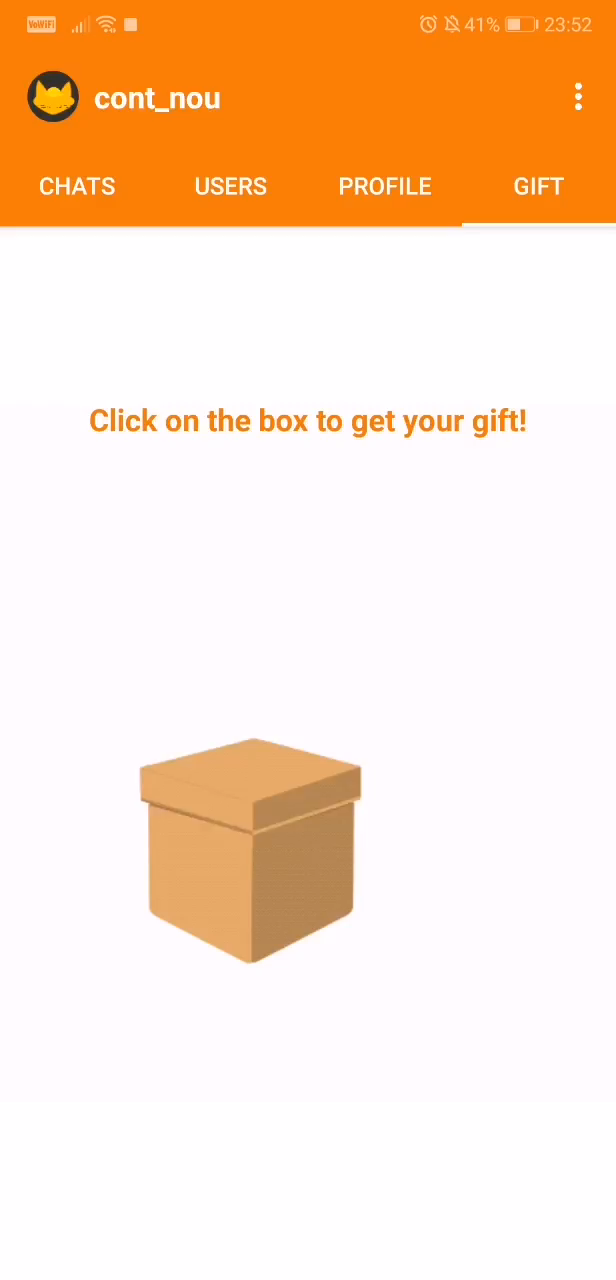 VoWiFi 41% 23:52
cont_nou
CHATS USERS PROFILE GIFT
Click on the box to get your gift!